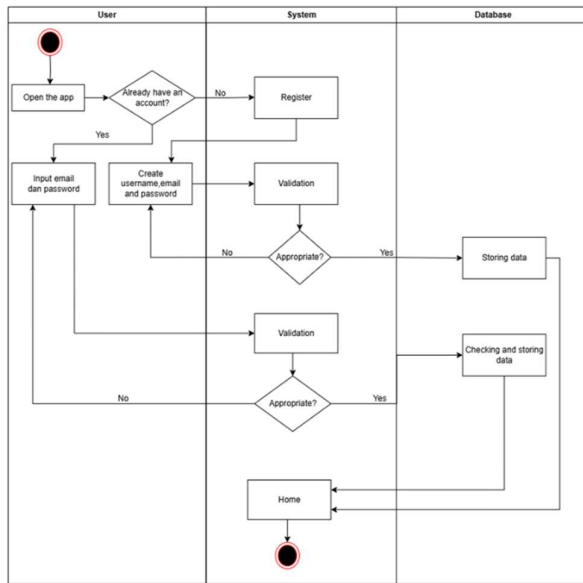 User
System
Database
Open the app
Already have an
account?
No
Register
Yes
Input email
dan password
Create
username,email
and password
Validation
No
Appropriate?
Yes
Storing data
Validation
Checking and storing
data
No
Appropriate?
Yes
Home